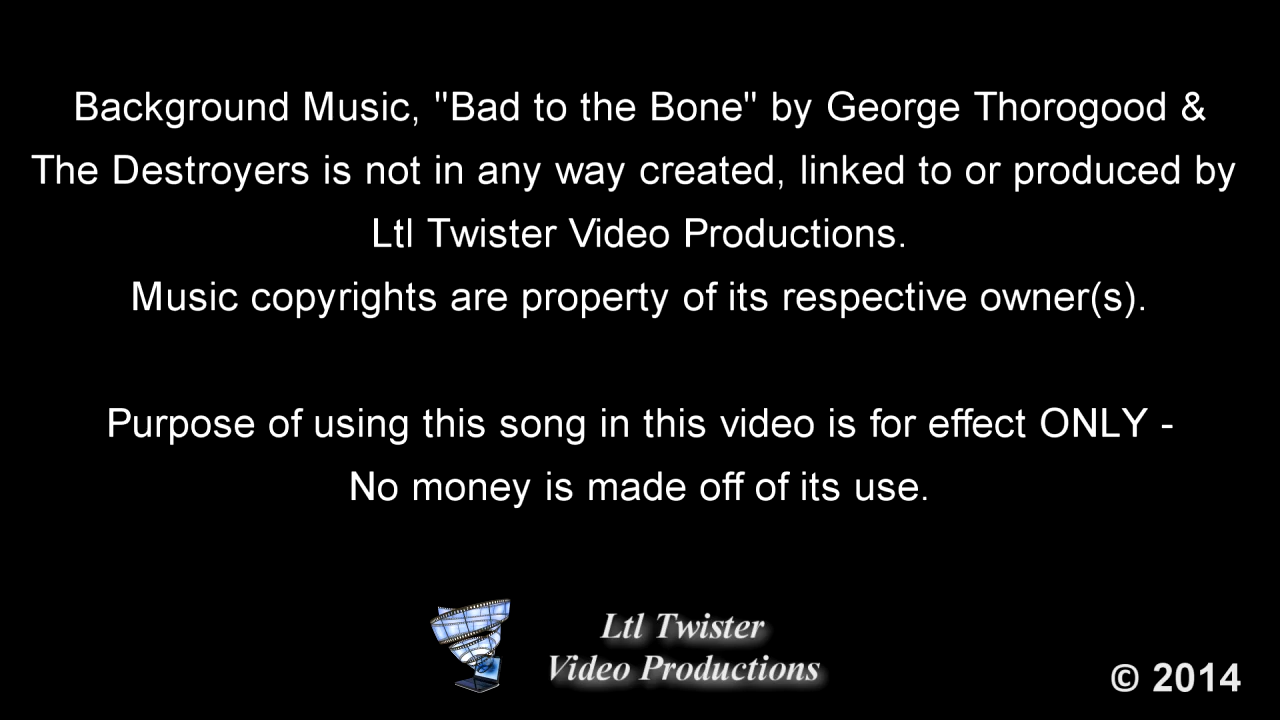 Background Music, "Bad to the Bone" by George Thorogood &
The Destroyers is not in any way created, linked to or produced by
Ltl Twister Video Productions.
Music copyrights are property of its respective owner(s).
Purpose of using this song in this video is for effect ONLY -
No money is made off of its use.
Ltl Twister
Video Productions
© 2014